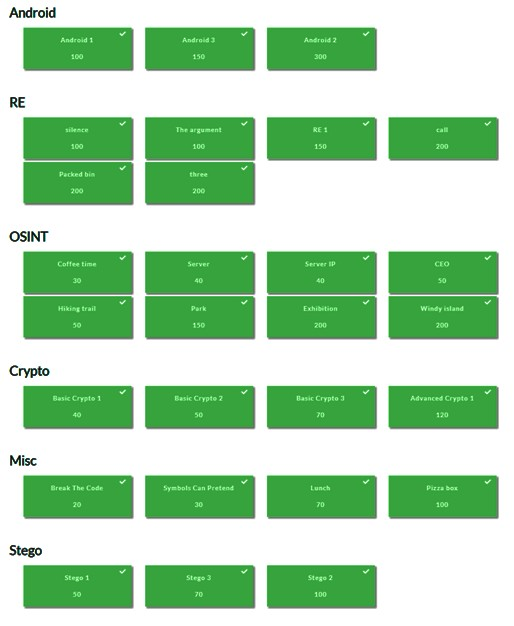 Android
Android 1 Android 3 Android 2
100 150 300
RE
silence The argument RE 1 call
100 100 150 200
Packed bin three
200 200
OSINT
Coffee time Server Server IP CEO
30 40 40 50
Hiking trail Park Exhibition Windy island
50 150 200 200
Crypto
Basic Crypto 1 Basic Crypto 2 Basic Crypto 3 Advanced Crypto 1
40 50 70 120
Misc
Break The Code Symbols Can Pretend Lunch Pizza box
20 30 70 100
Stego
Stego 1 Stego 3 Stego 2
50 70 100